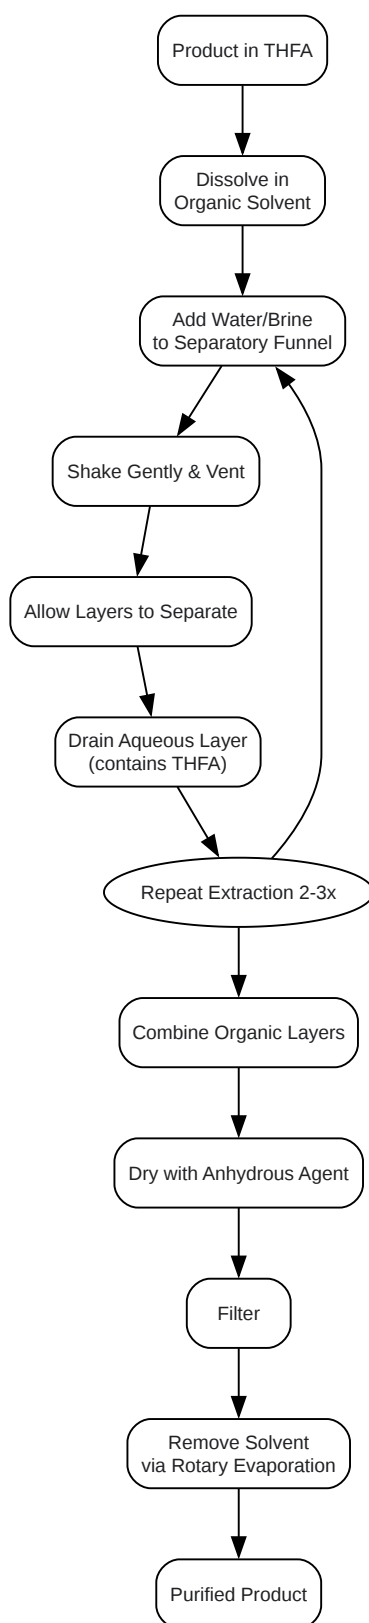 Product in THFA
Dissolve in
Organic Solvent
Add Water/Brine
to Separatory Funnel
Shake Gently & Vent
Allow Layers to Separate
Drain Aqueous Layer
(contains THFA)
Repeat Extraction 2-3x
Combine Organic Layers
Dry with Anhydrous Agent
Filter
Remove Solvent
via Rotary Evaporation
Purified Product